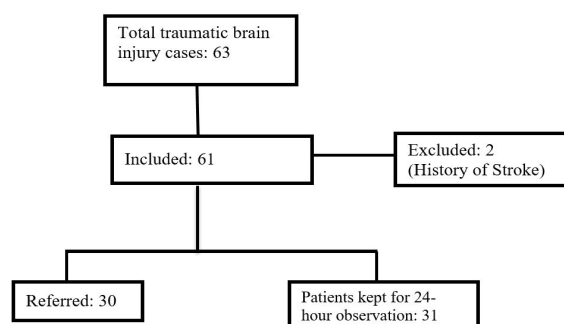 Total traumatic brain
injury cases: 63
Included: 61
Excluded: 2
(History of Stroke)
Referred: 30
Patients kept for 24-
hour observation: 31